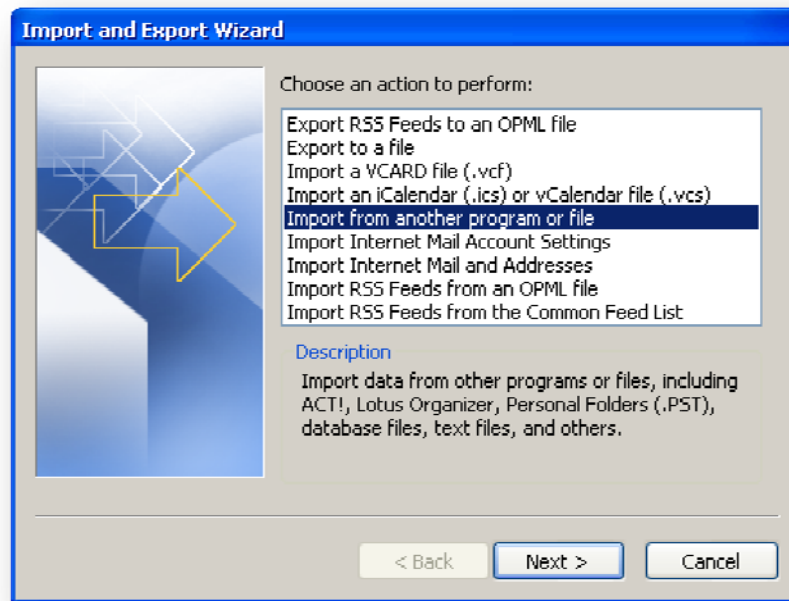 Import and Export Wizard
Choose an action to perform:
Export RSS Feeds to an OPML file
Export to a file
Import a VCARD file (.vcf)
Import an iCalendar (.ics) or vCalendar file (.vcs)
Import from another program or file
Import Internet Mail Account Settings
Import Internet Mail and Addresses
Import RSS Feeds from an OPML file
Import RSS Feeds from the Common Feed List
Description
Import data from other programs or files, including
ACT!, Lotus Organizer, Personal Folders (.PST),
database files, text files, and others.
< Back Next > Cancel